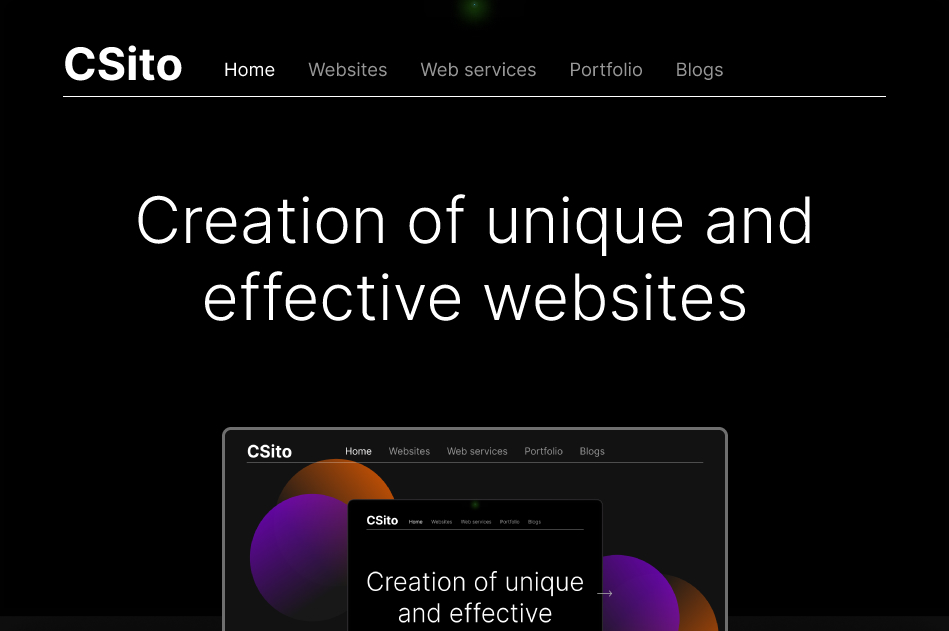 CSito Home Websites Web services Portfolio Blogs
Creation of unique and
effective websites
CSito Home Websites Web services Portfolio Blogs
CSito Home Websites Web services Portfolio Blogs
Creation of unique
and effective